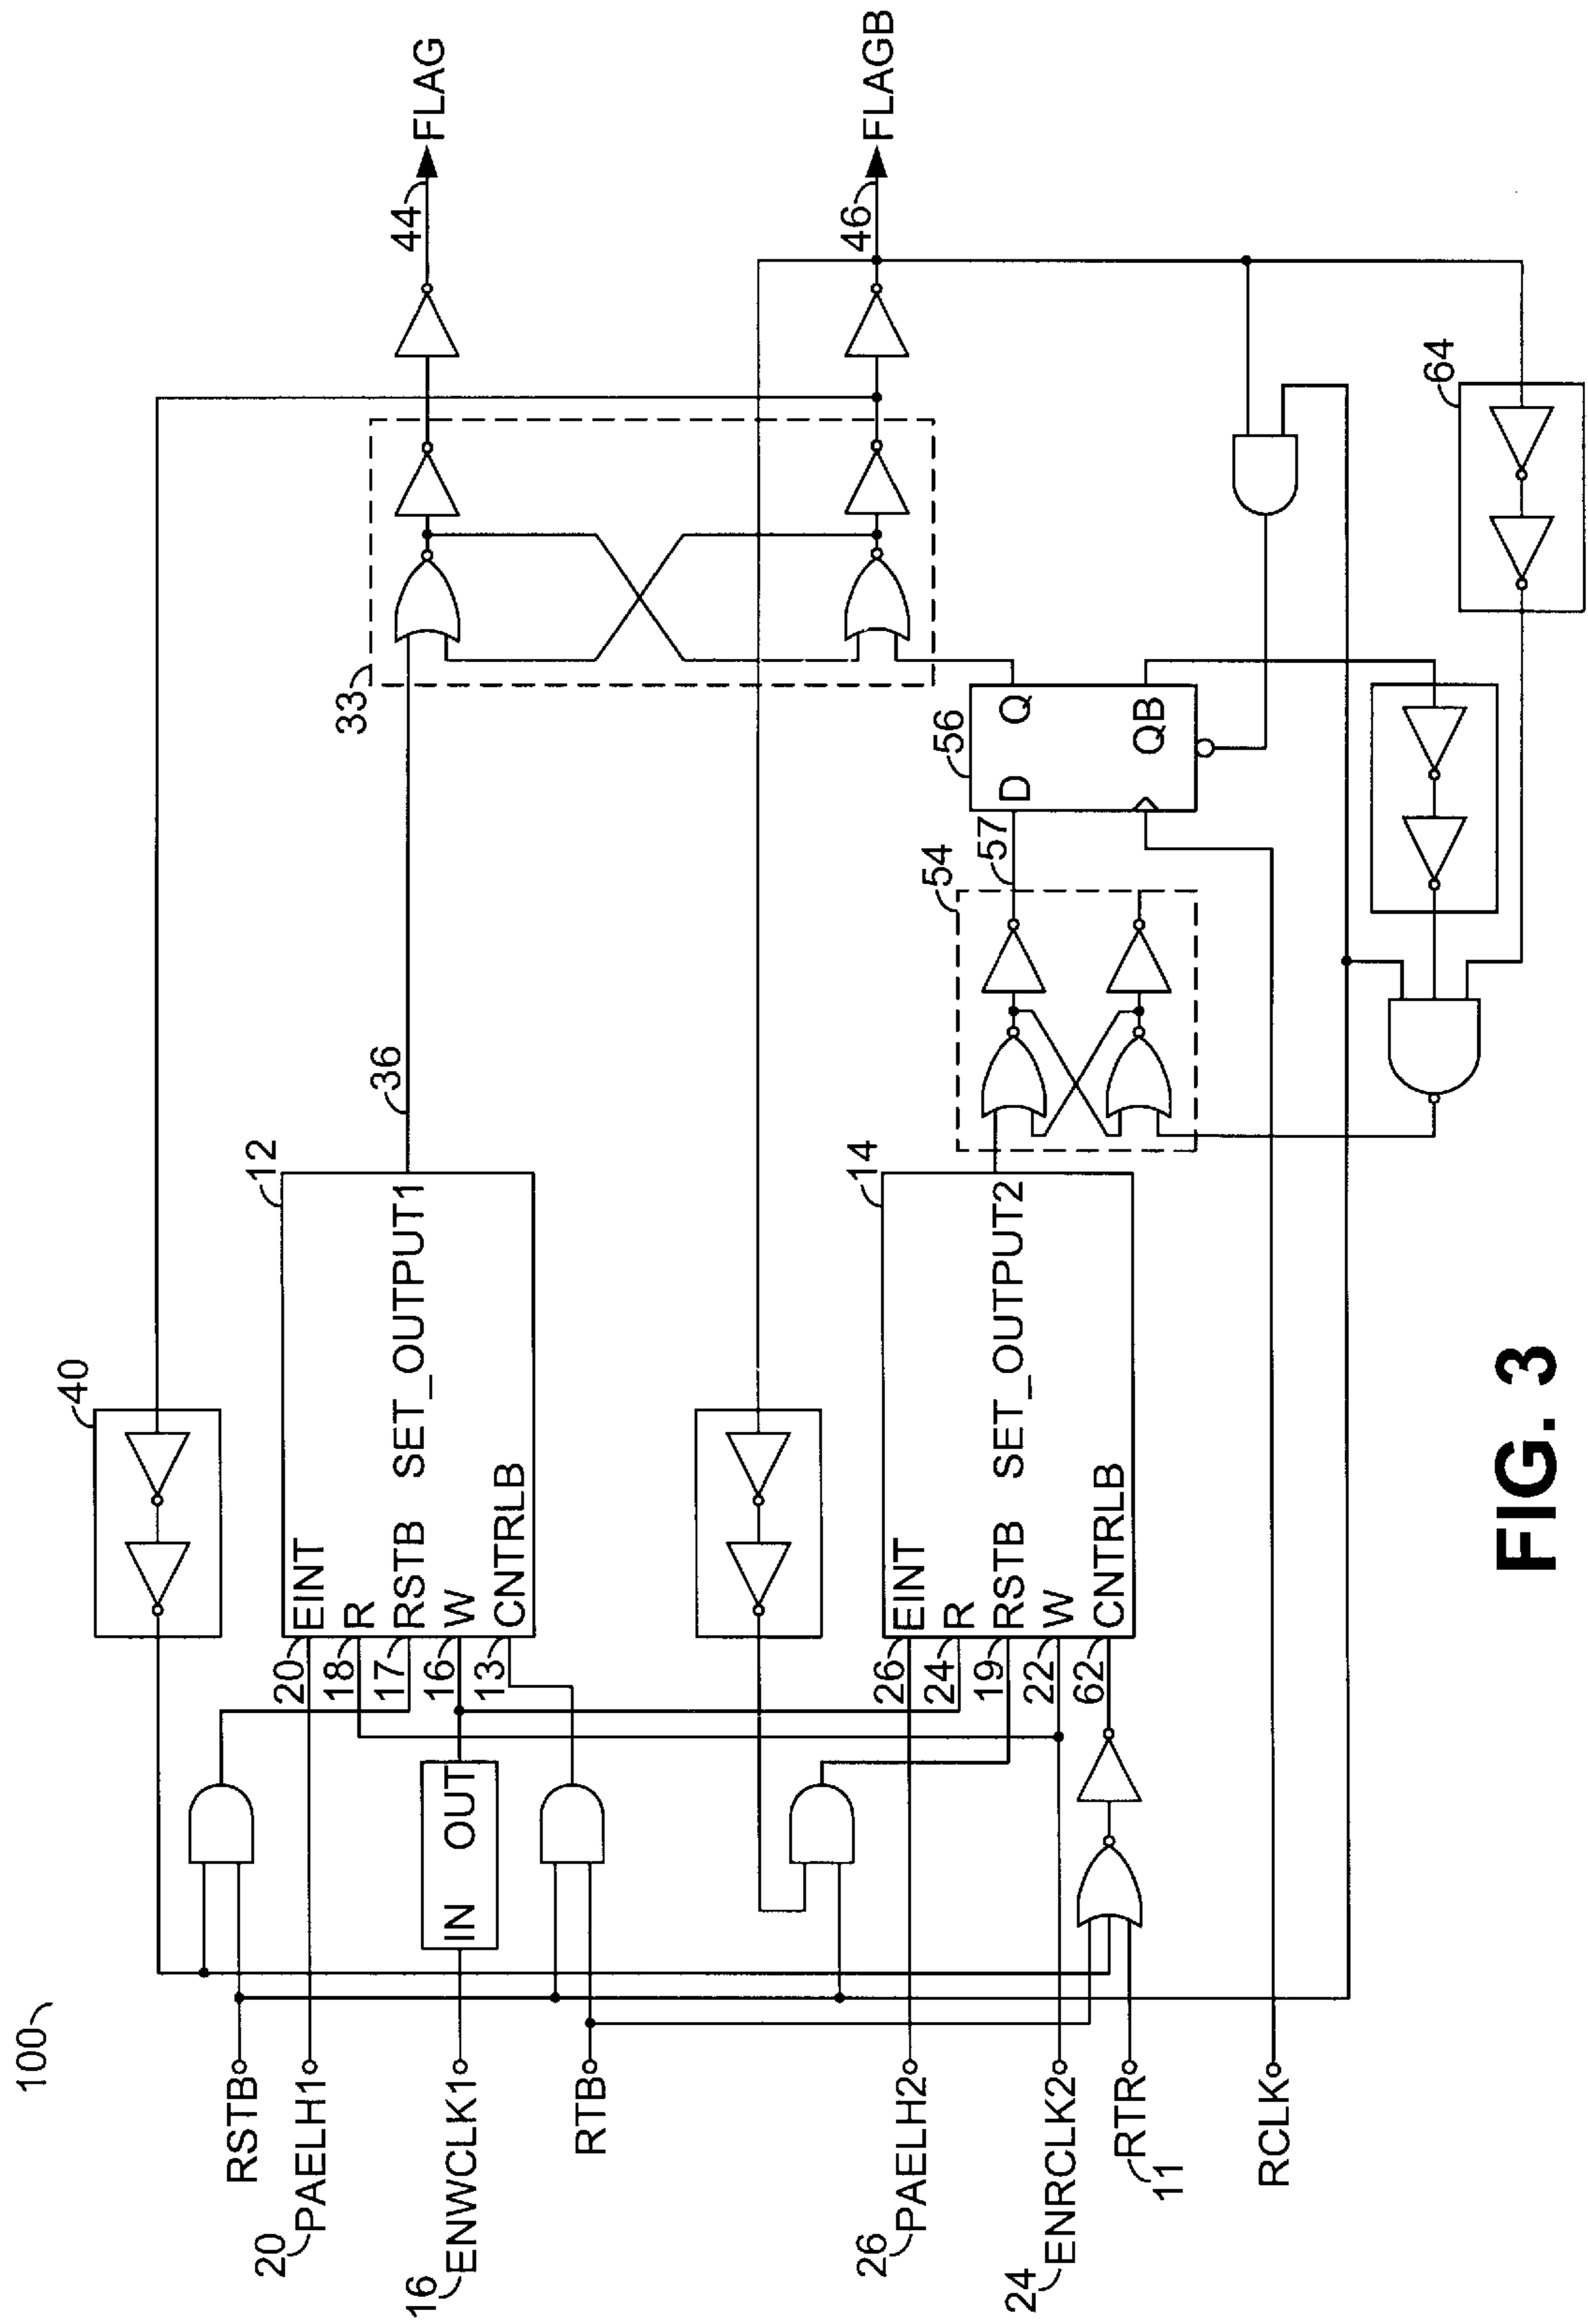 100
RSTB
20
PAELH1
16
ENWCLK1
RTB
26
PAELH2
24
ENRCLK2
RTR
11
RCLK
IN OUT
40
12
20 EINT
18 R
17 RSTB SET_OUTPUT1
16 W
13 CNTRLB
36
14
26 EINT
24 R
19 RSTB SET_OUTPUT2
22 W
62 CNTRLB
54
57
56
D Q
QB
33
44
FLAG
46
FLAGB
64
FIG. 3